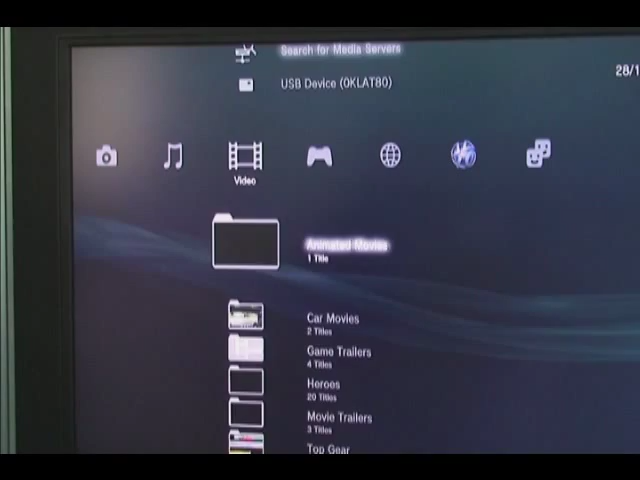 Search for Media Servers
USB Device (0KLAT80)
28/1
Video
Animated Movies
1 Title
Car Movies
2 Titles
Game Trailers
4 Titles
Heroes
20 Titles
Movie Trailers
3 Titles
Top Gear